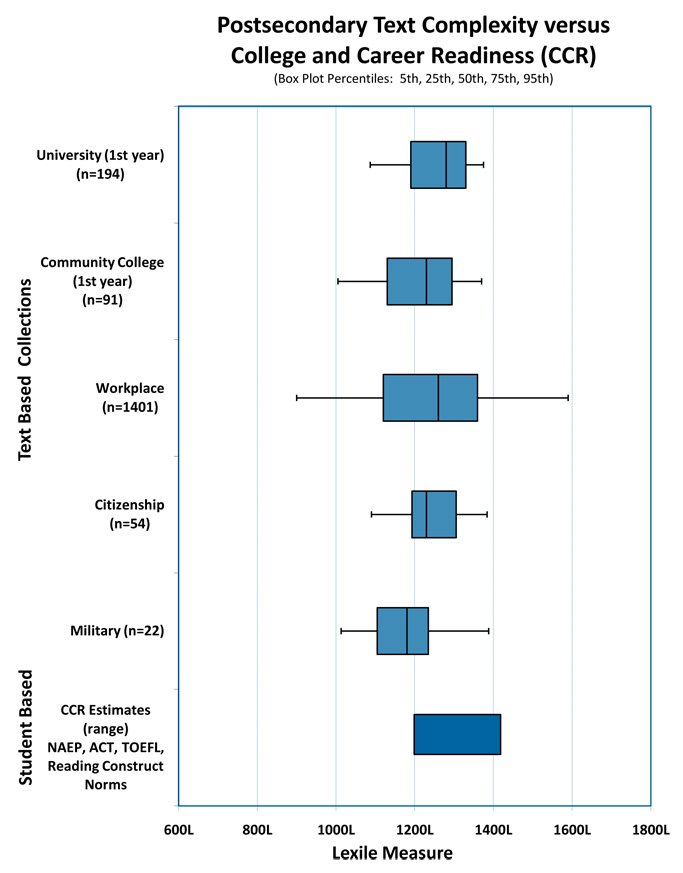 Postsecondary Text Complexity versus
College and Career Readiness (CCR)
(Box Plot Percentiles: 5th, 25th, 50th, 75th, 95th)
Text Based Collections
University (1st year)
(n=194)
Community College
(1st year)
(n=91)
Workplace
(n=1401)
Citizenship
(n=54)
Military (n=22)
Student Based
CCR Estimates
(range)
NAEP, ACT, TOEFL,
Reading Construct
Norms
600L 800L 1000L 1200L 1400L 1600L 1800L
Lexile Measure